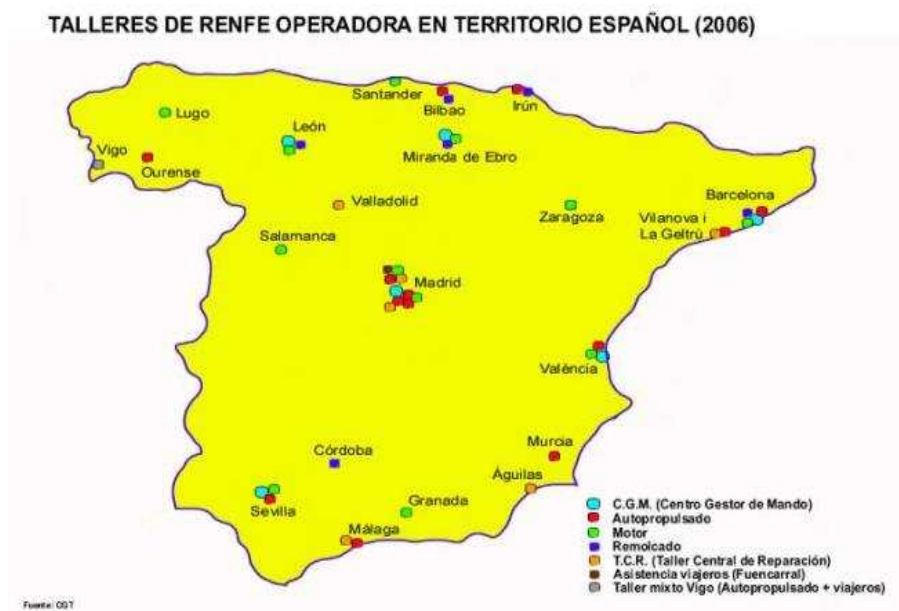 TALLERES DE RENFE OPERADORA EN TERRITORIO ESPAÑOL (2006)
Santander
Bilbao
Irún
Lugo
León
Vigo
Ourense
Miranda de Ebro
Valladolid
Zaragoza
Barcelona
Vilanova i
La Geltrù
Salamanca
Madrid
València
Córdoba
Murcia
Águilas
Sevilla
Granada
Málaga
C.G.M. (Centro Gestor de Mando)
Autopropulsado
Motor
Remolcado
T.C.R. (Taller Central de Reparación)
Asistencia viajeros (Fuencarral)
Taller mixto Vigo (Autopropulsado + viajeros)
Fuente: CGT